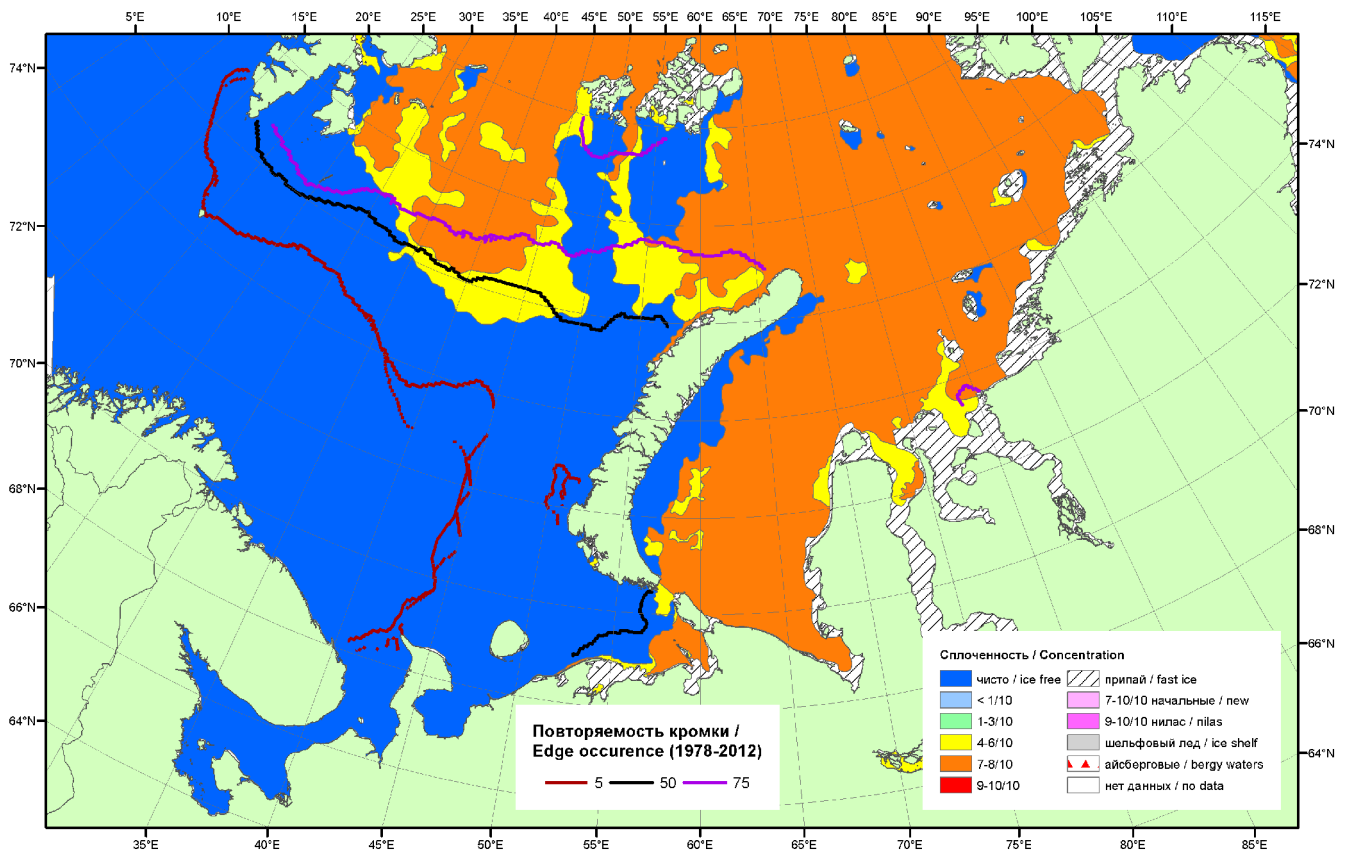 5°E 10°E 15°E 20°E 25°E 30°E 35°E 40°E 45°E 50°E 55°E 60°E 65°E 70°E 75°E 80°E 85°E 90°E 95°E 100°E 105°E 110°E 115°E
74°N
74°N
72°N
72°N
70°N
70°N
68°N
68°N
66°N
66°N
64°N
64°N
Сплоченность / Concentration
чисто / ice free
припай / fast ice
< 1/10
7-10/10 начальные / new
1-3/10
9-10/10 нилас / nilas
4-6/10
шельфовый лед / ice shelf
7-8/10
айсберговые / bergy waters
9-10/10
нет данных / no data
Повторяемость кромки /
Edge occurence (1978-2012)
5 50 75
35°E 40°E 45°E 50°E 55°E 60°E 65°E 70°E 75°E 80°E 85°E